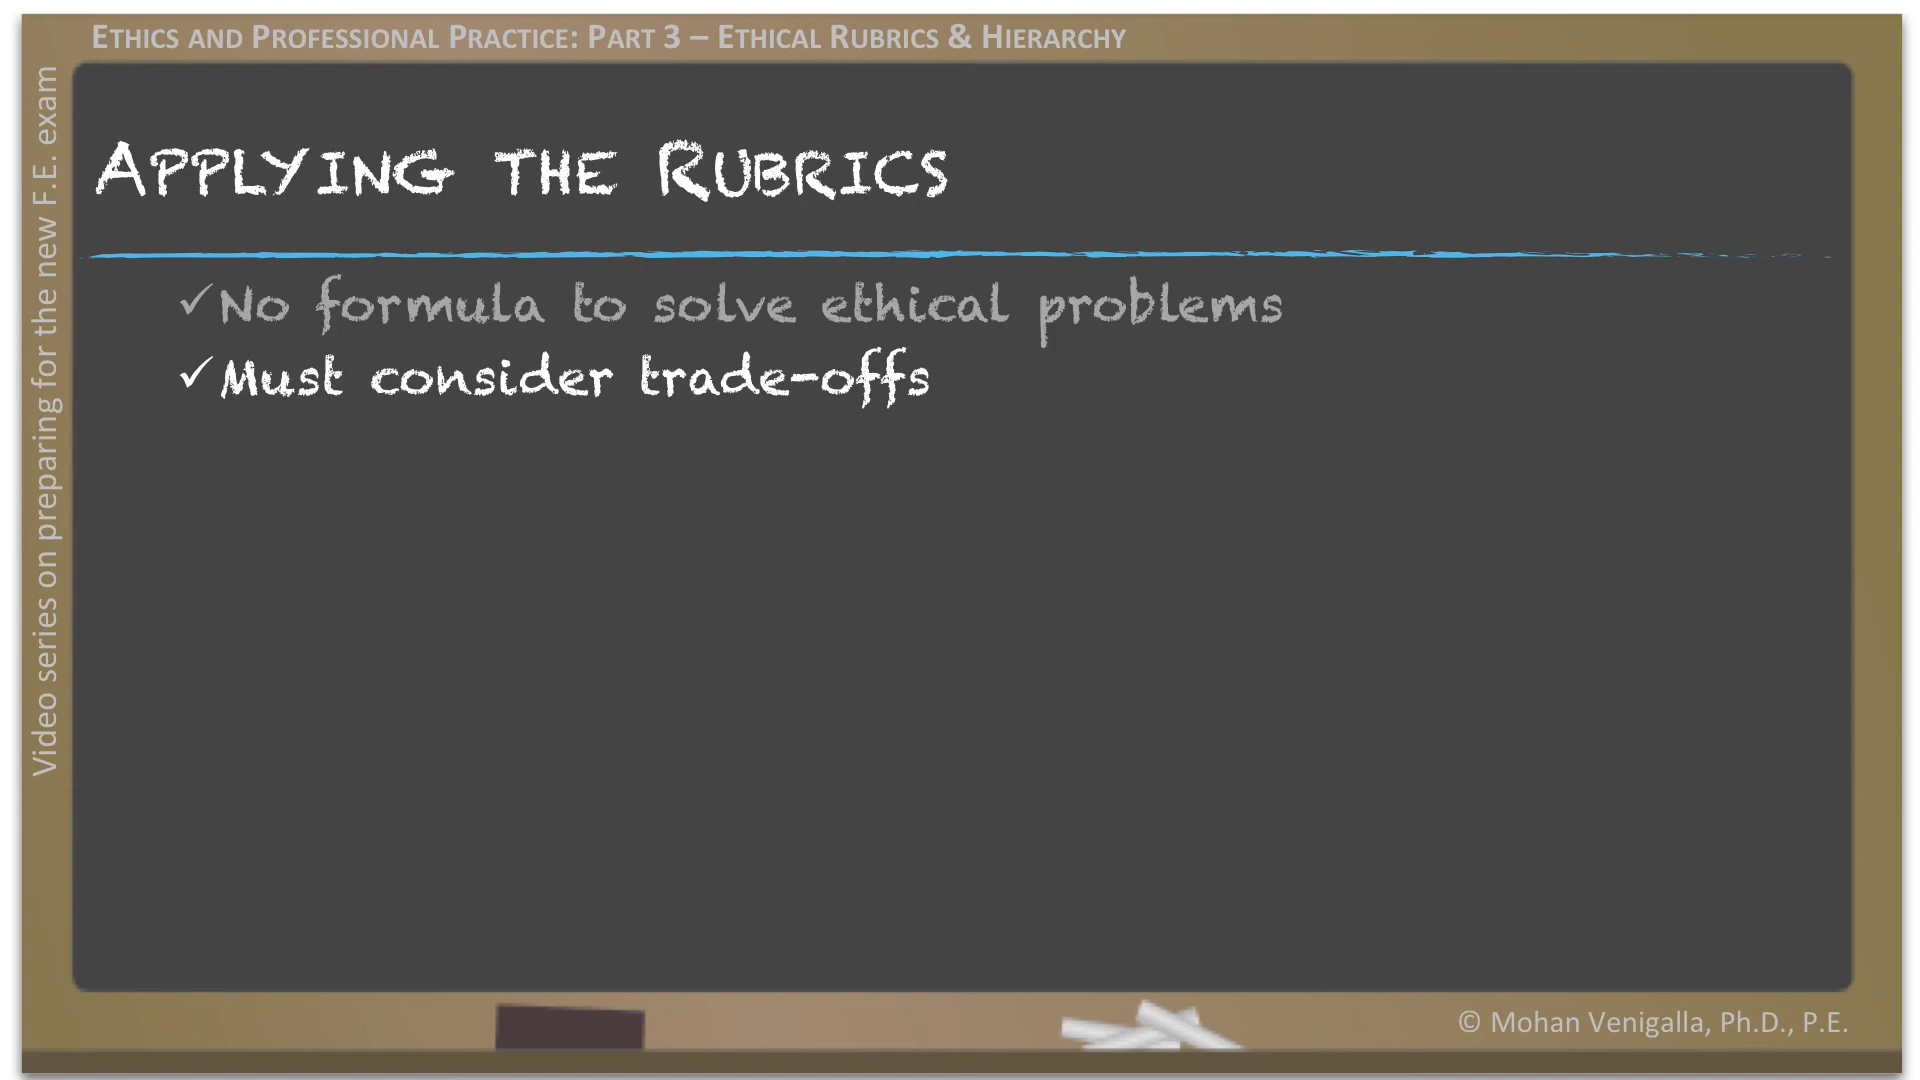 Ethics and Professional Practice: Part 3 – Ethical Rubrics & Hierarchy
Video series on preparing for the new F.E. exam
Applying the Rubrics
✓No formula to solve ethical problems
✓Must consider trade-offs
© Mohan Venigalla, Ph.D., P.E.